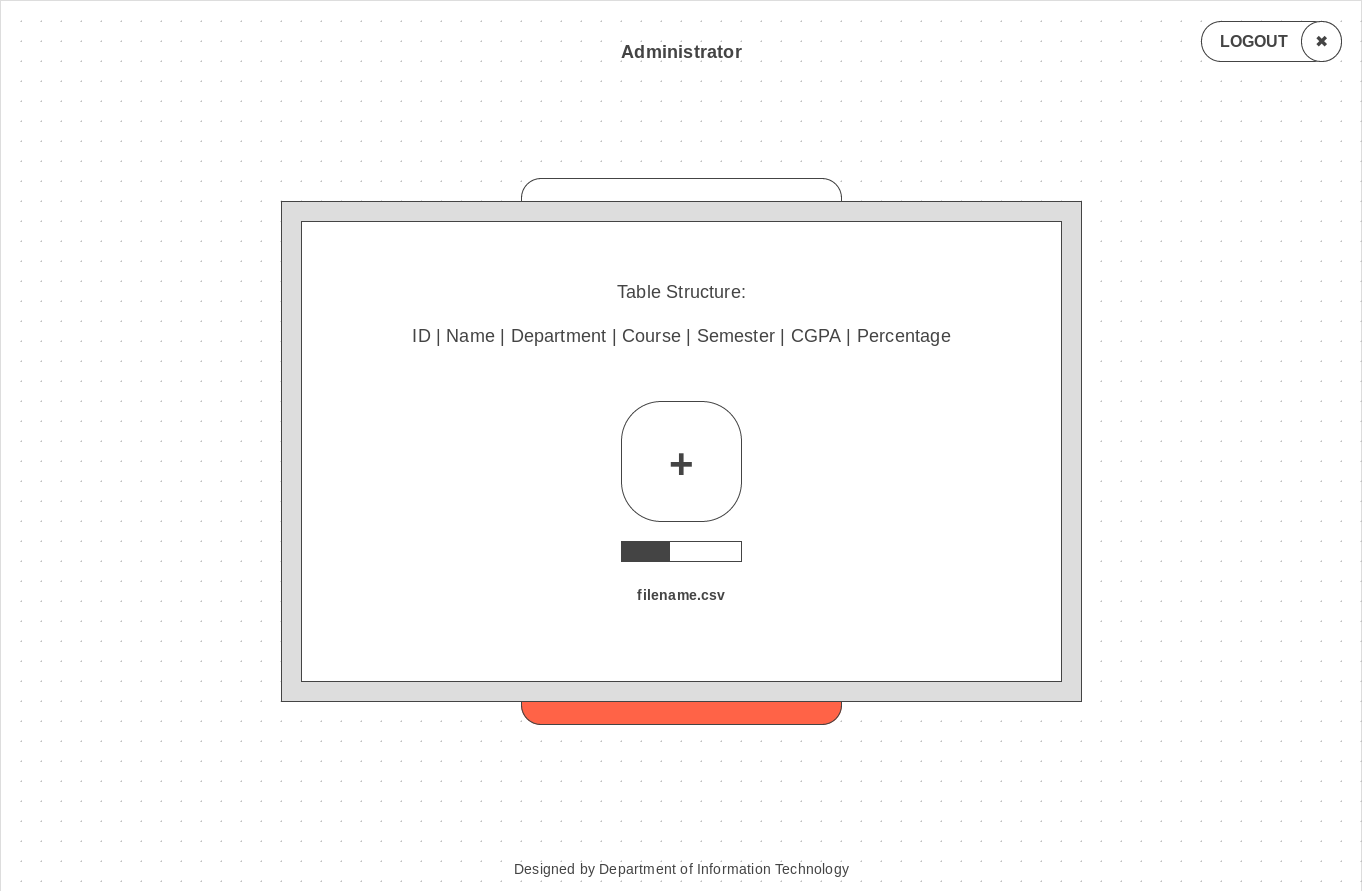 Administrator
LOGOUT ✖
Table Structure:
ID | Name | Department | Course | Semester | CGPA | Percentage
+
filename.csv
Designed by Department of Information Technology